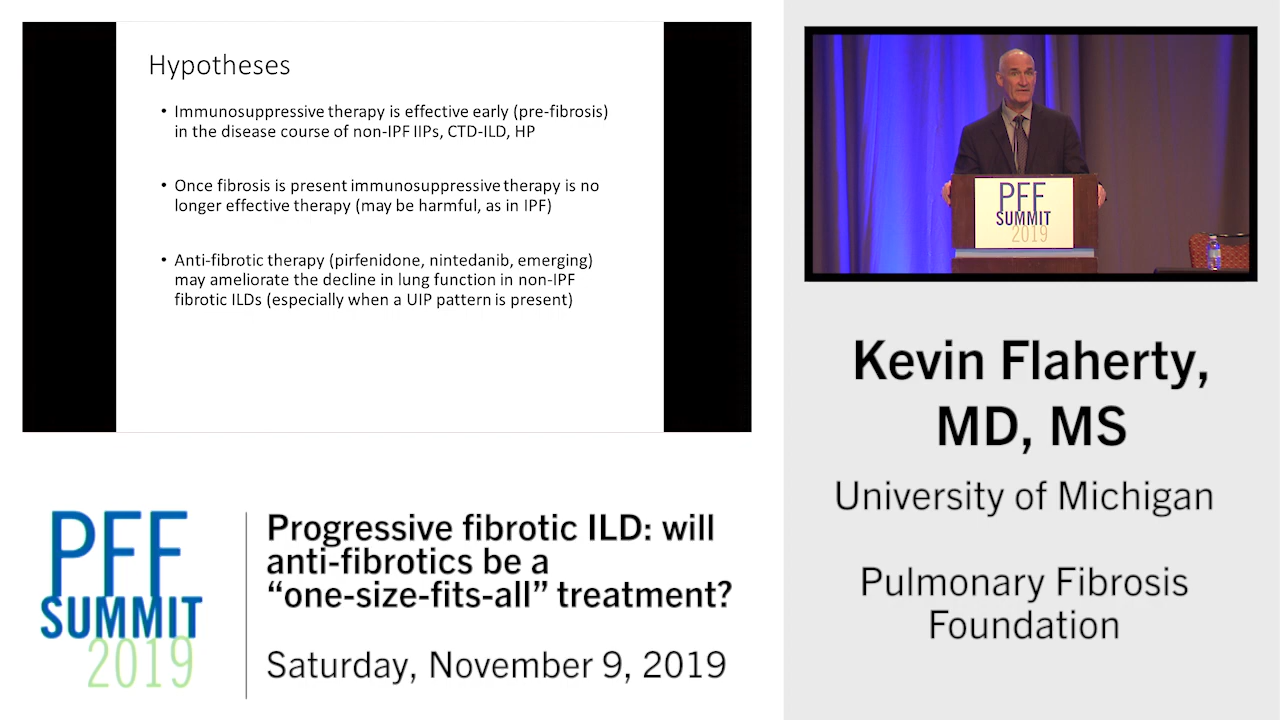 Hypotheses
• Immunosuppressive therapy is effective early (pre-fibrosis)
in the disease course of non-IPF IIPs, CTD-ILD, HP
• Once fibrosis is present immunosuppressive therapy is no
longer effective therapy (may be harmful, as in IPF)
• Anti-fibrotic therapy (pirfenidone, nintedanib, emerging)
may ameliorate the decline in lung function in non-IPF
fibrotic ILDs (especially when a UIP pattern is present)
PFF
SUMMIT
2019
Kevin Flaherty,
MD, MS
University of Michigan
Pulmonary Fibrosis
Foundation
PFF
SUMMIT
2019
Progressive fibrotic ILD: will
anti-fibrotics be a
“one-size-fits-all” treatment?
Saturday, November 9, 2019